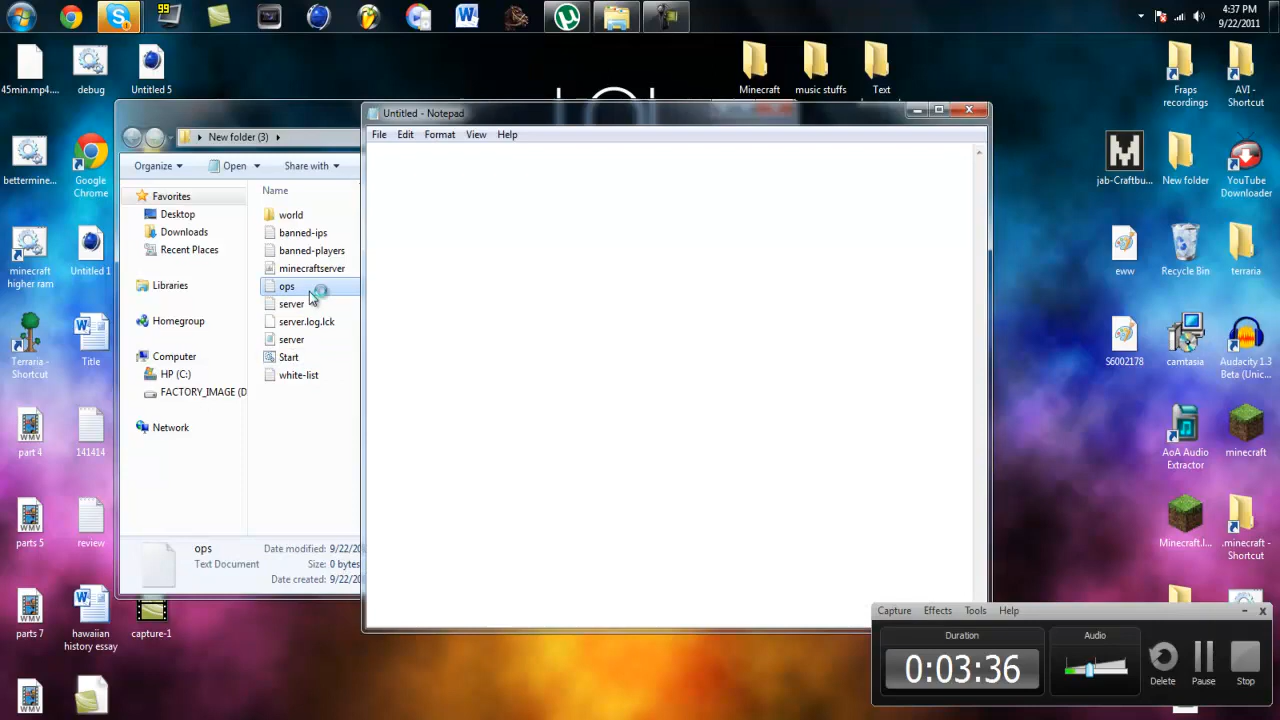 99
4:37 PM
9/22/2011
45min.mp4....
debug
Untitled 5
Minecraft
music stuffs
Text
Fraps
recordings
AVI -
Shortcut
Untitled - Notepad
File Edit Format View Help
New folder (3)
Organize Open Share with
Name
Favorites
Desktop
Downloads
Recent Places
Libraries
Homegroup
Computer
HP (C:)
FACTORY_IMAGE (D
Network
world
banned-ips
banned-players
minecraftserver
ops
server
server.log.lck
server
Start
white-list
ops
Text Document
Date modified: 9/22/20
Size: 0 bytes
Date created: 9/22/20
bettermine...
Google
Chrome
minecraft
higher ram
Untitled 1
Terraria -
Shortcut
Title
part 4
141414
parts 5
review
parts 7
hawaiian
history essay
capture-1
jab-Craftbu...
New folder
YouTube
Downloader
eww
Recycle Bin
terraria
S6002178
camtasia
Audacity 1.3
Beta (Unic...
AoA Audio
Extractor
minecraft
Minecraft.l...
.minecraft -
Shortcut
Capture Effects Tools Help
Duration
0:03:36
Audio
Delete
Pause
Stop